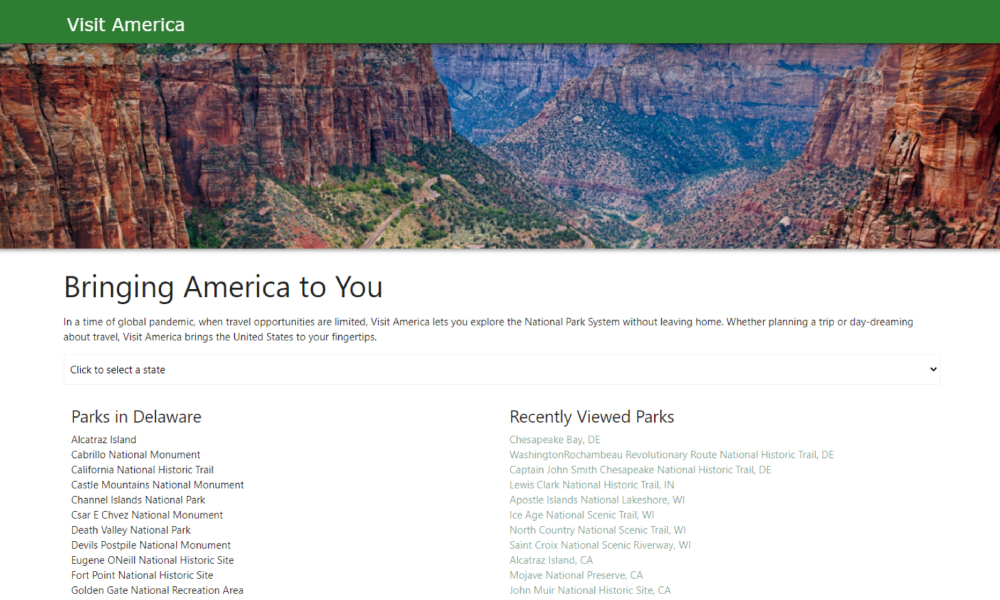 Visit America
Bringing America to You
In a time of global pandemic, when travel opportunities are limited, Visit America lets you explore the National Park System without leaving home. Whether planning a trip or day-dreaming
about travel, Visit America brings the United States to your fingertips.
Click to select a state
Parks in Delaware
Alcatraz Island
Cabrillo National Monument
California National Historic Trail
Castle Mountains National Monument
Channel Islands National Park
Csar E Chvez National Monument
Death Valley National Park
Devils Postpile National Monument
Eugene ONeill National Historic Site
Fort Point National Historic Site
Golden Gate National Recreation Area
Recently Viewed Parks
Chesapeake Bay, DE
WashingtonRochambeau Revolutionary Route National Historic Trail, DE
Captain John Smith Chesapeake National Historic Trail, DE
Lewis Clark National Historic Trail, IN
Apostle Islands National Lakeshore, WI
Ice Age National Scenic Trail, WI
North Country National Scenic Trail, WI
Saint Croix National Scenic Riverway, WI
Alcatraz Island, CA
Mojave National Preserve, CA
John Muir National Historic Site, CA